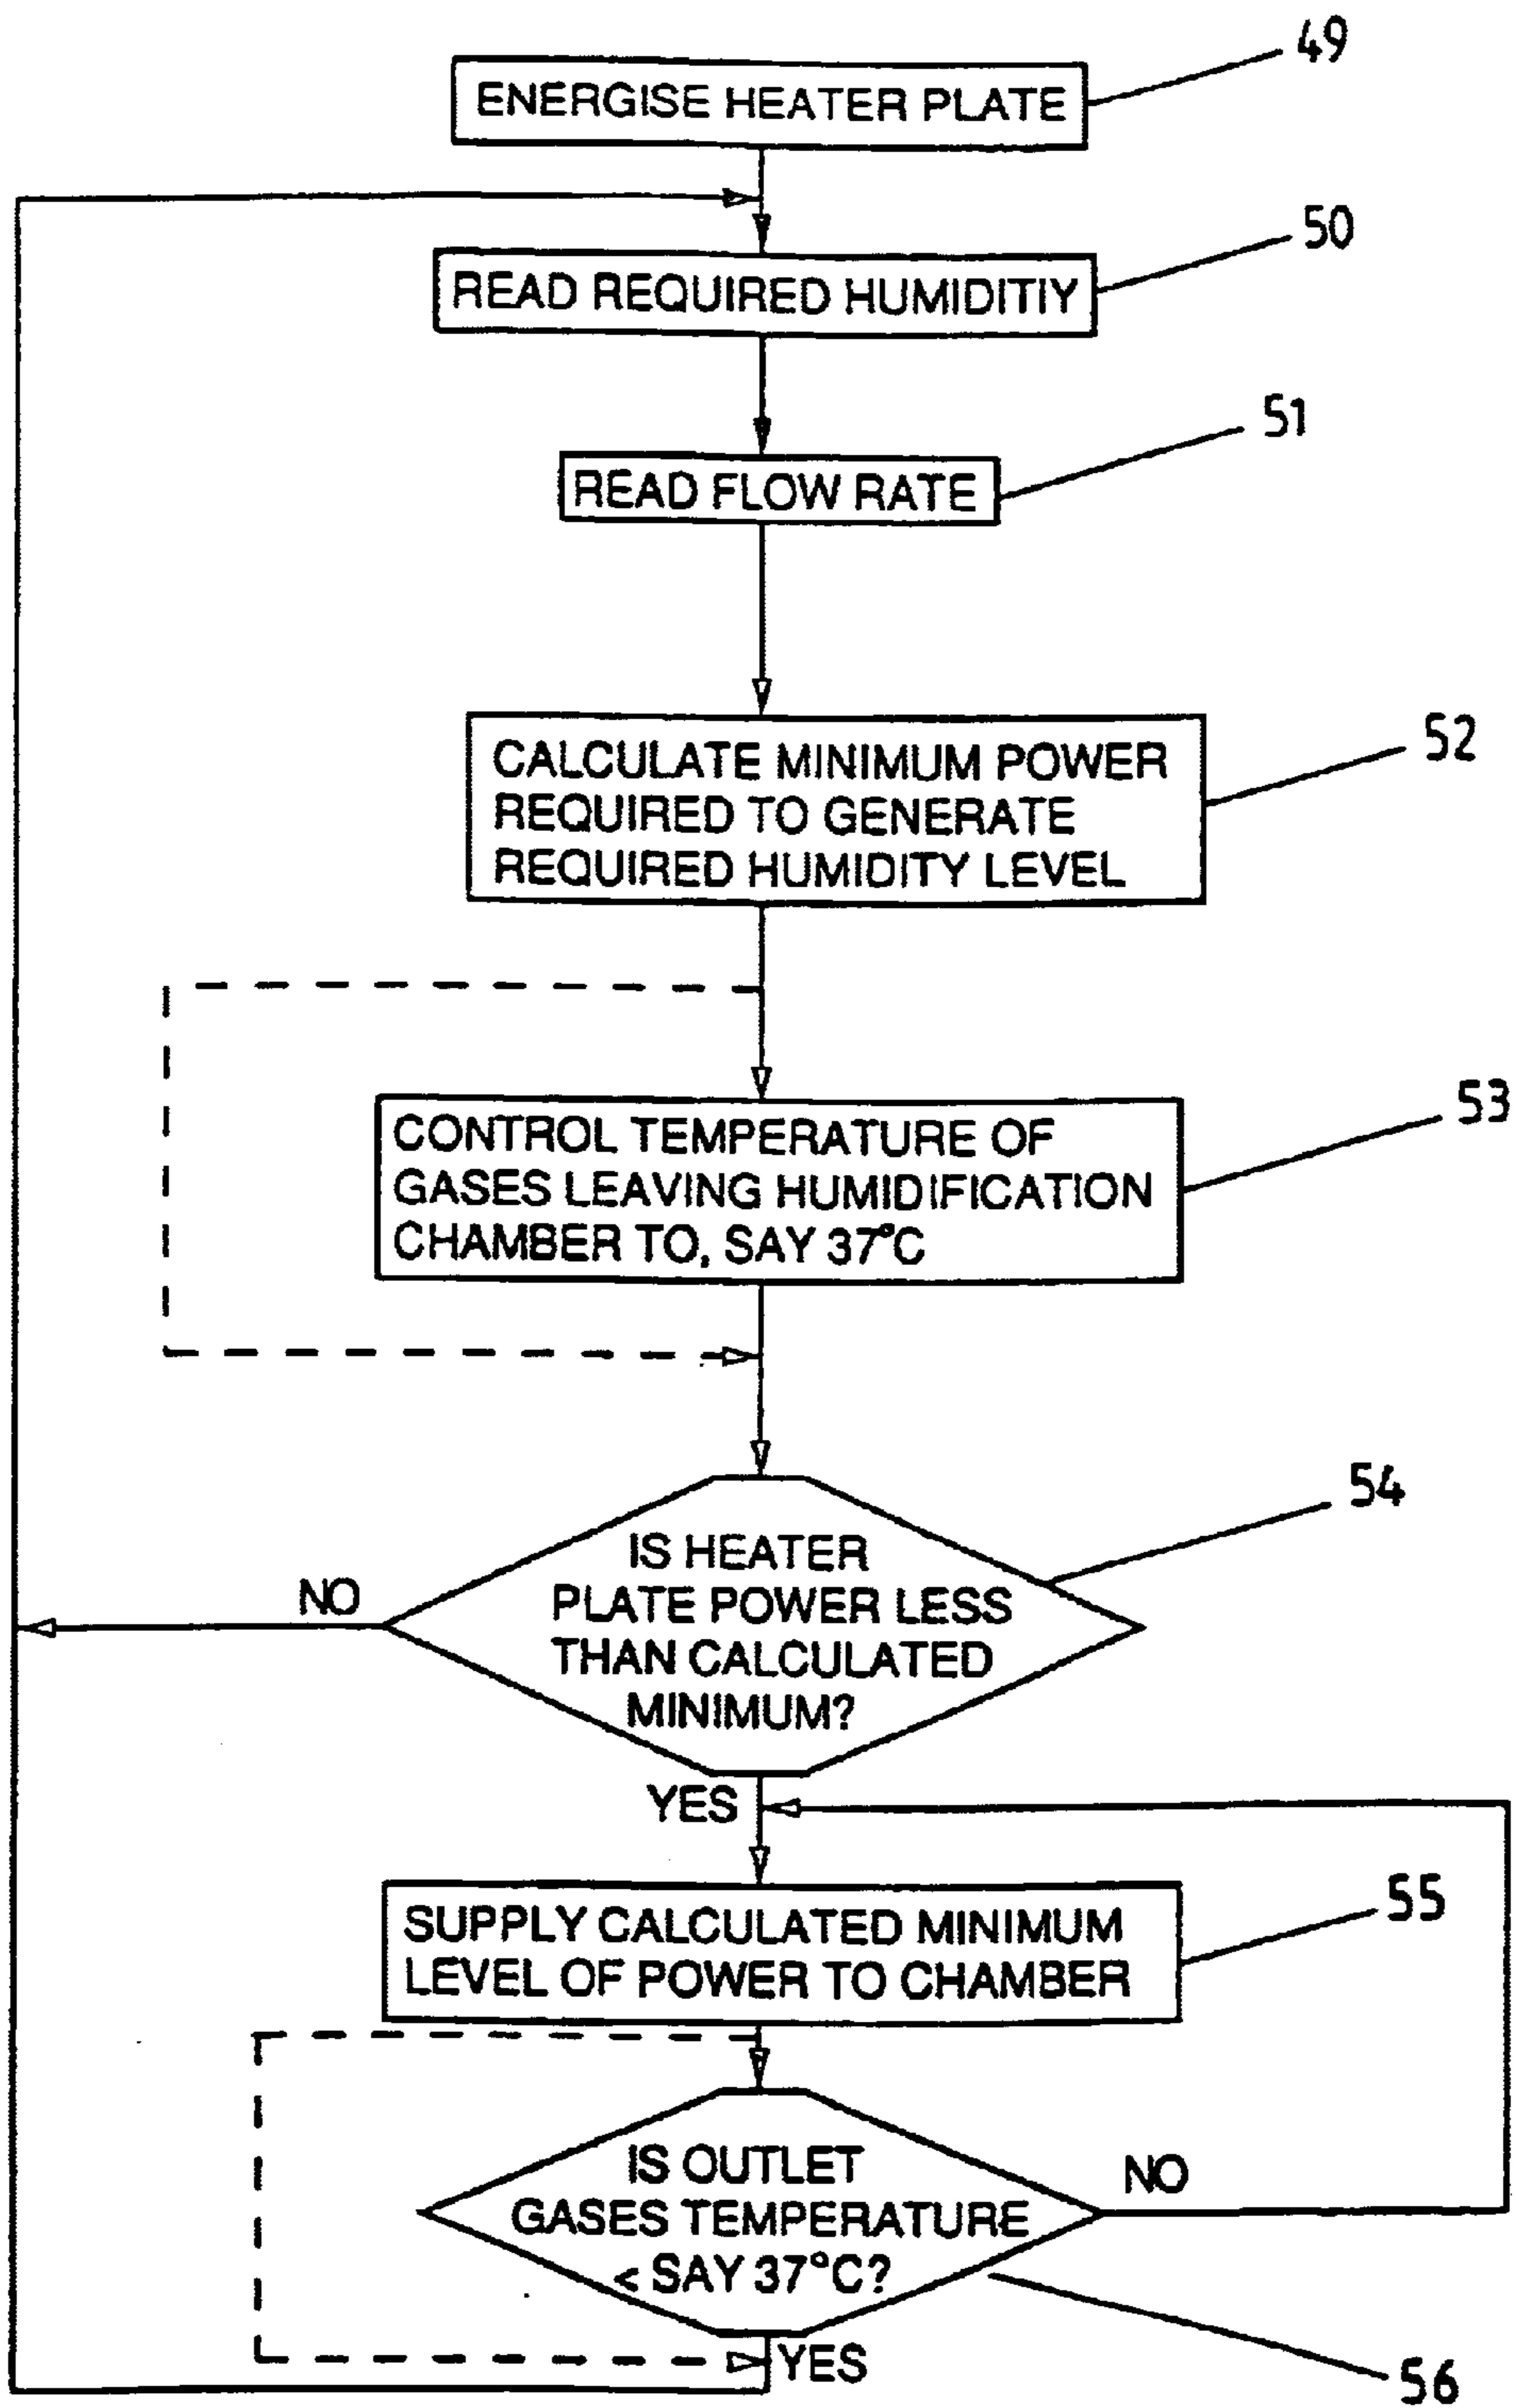 49
ENERGISE HEATER PLATE
50
READ REQUIRED HUMIDITIY
51
READ FLOW RATE
52
CALCULATE MINIMUM POWER
REQUIRED TO GENERATE
REQUIRED HUMIDITY LEVEL
53
CONTROL TEMPERATURE OF
GASES LEAVING HUMIDIFICATION
CHAMBER TO, SAY 37°C
54
IS HEATER
PLATE POWER LESS
THAN CALCULATED
MINIMUM?
NO
YES
55
SUPPLY CALCULATED MINIMUM
LEVEL OF POWER TO CHAMBER
IS OUTLET
GASES TEMPERATURE
< SAY 37°C?
NO
YES
56